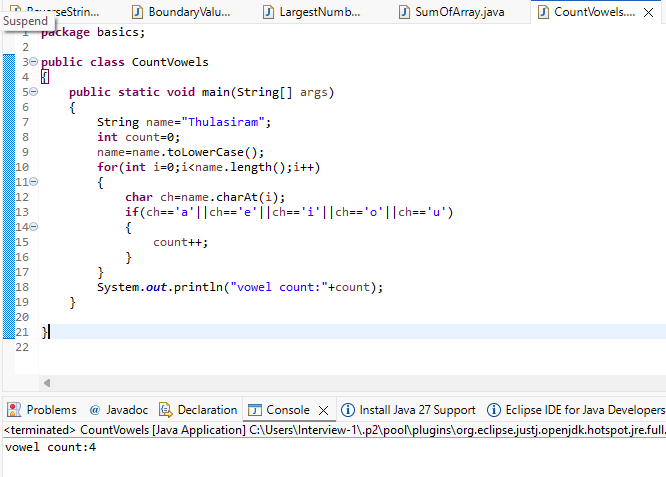 ReverseStrin... BoundaryValu... LargestNumb... SumOfArray.java CountVowels....
Suspend
1 package basics;
2
3 public class CountVowels
4 {
5     public static void main(String[] args)
6     {
7         String name="Thulasiram";
8         int count=0;
9         name=name.toLowerCase();
10         for(int i=0;i<name.length();i++)
11         {
12             char ch=name.charAt(i);
13             if(ch=='a'||ch=='e'||ch=='i'||ch=='o'||ch=='u')
14             {
15                 count++;
16             }
17         }
18         System.out.println("vowel count:"+count);
19     }
20
21 }
22
Problems @ Javadoc Declaration Console Install Java 27 Support Eclipse IDE for Java Developers
<terminated> CountVowels [Java Application] C:\Users\Interview-1\.p2\pool\plugins\org.eclipse.justj.openjdk.hotspot.jre.full.
vowel count:4